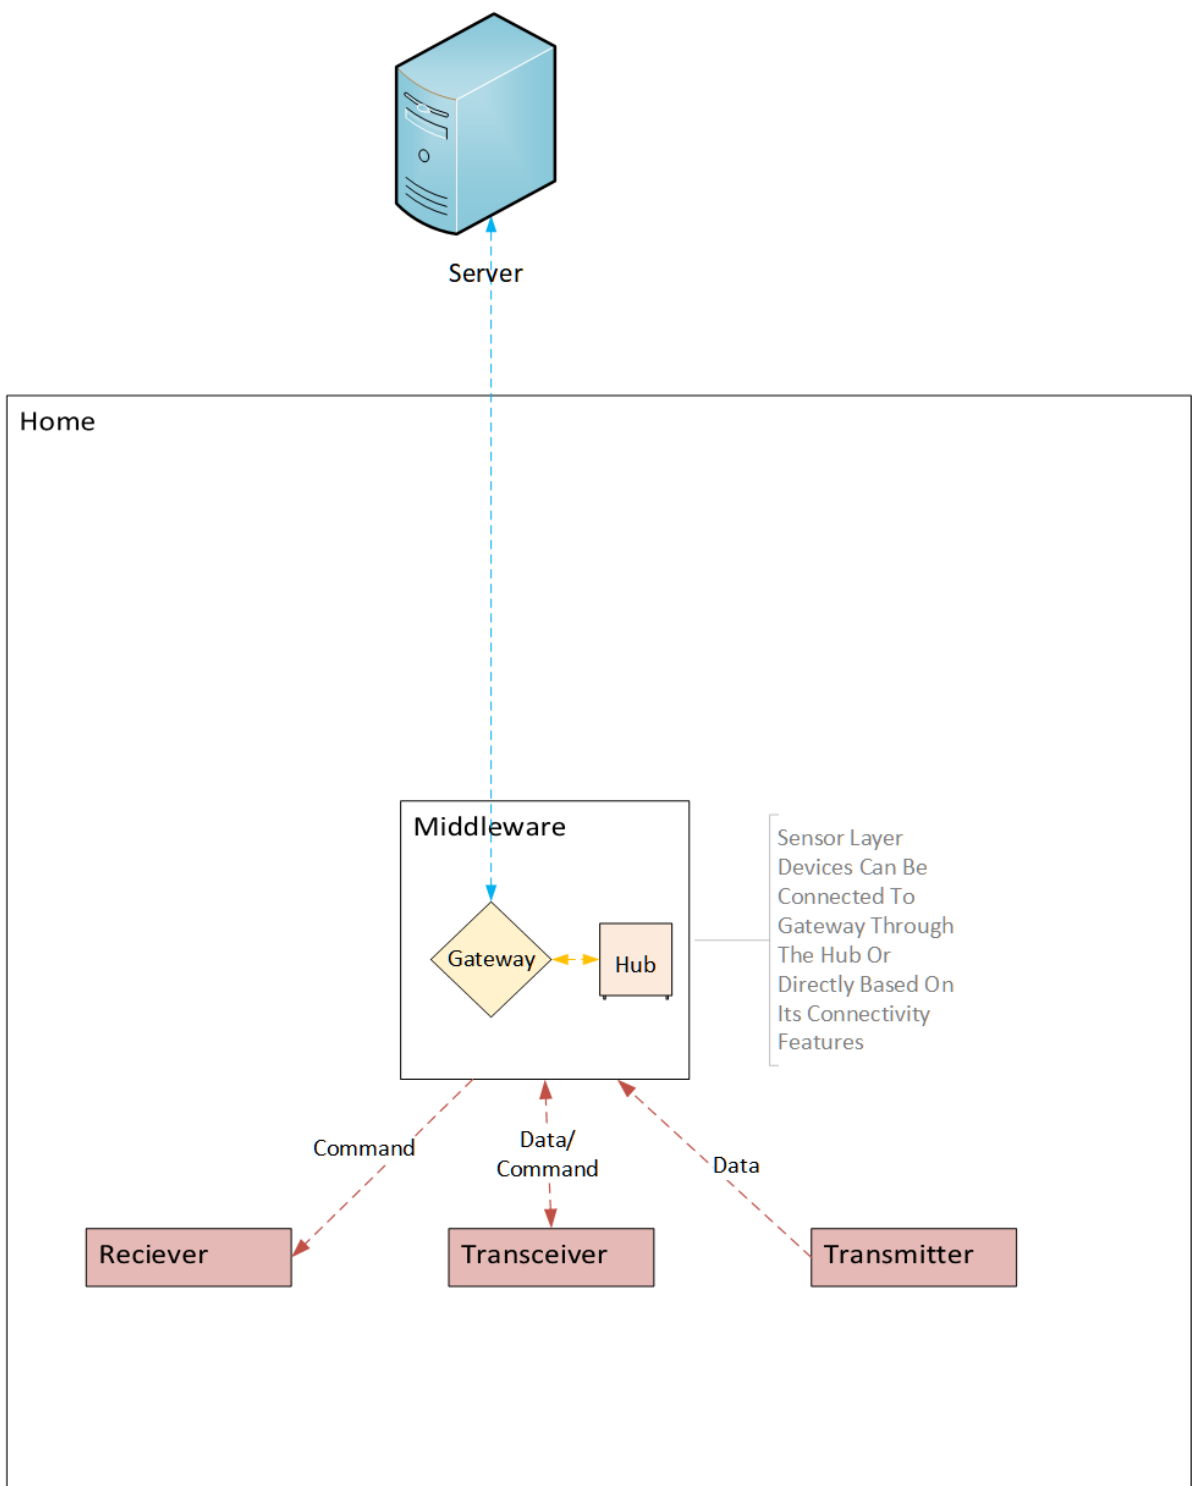 Server
Home
Middleware
Gateway
Hub
Sensor Layer
Devices Can Be
Connected To
Gateway Through
The Hub Or
Directly Based On
Its Connectivity
Features
Command
Data/
Command
Data
Reciever
Transceiver
Transmitter